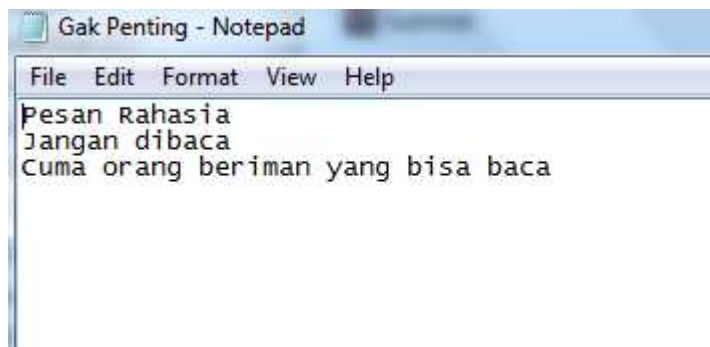 Gak Penting - Notepad
File Edit Format View Help
Pesan Rahasia
Jangan dibaca
Cuma orang beriman yang bisa baca